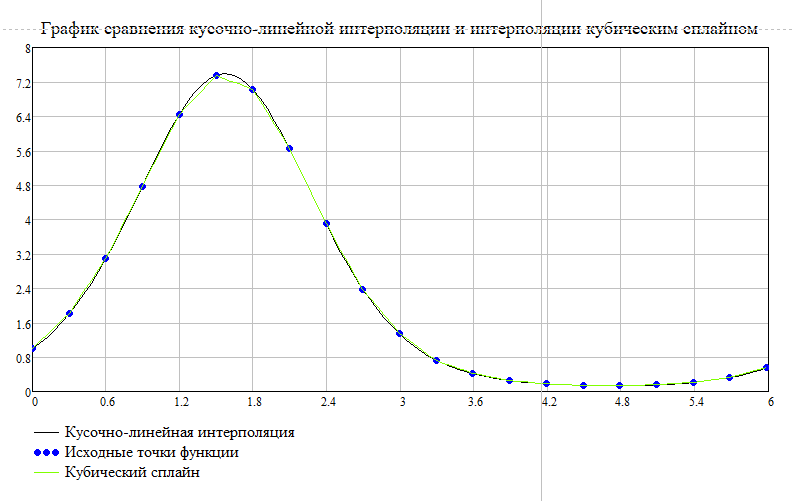 График сравнения кусочно-линейной интерполяции и интерполяции кубическим сплайном
8
7.2
6.4
5.6
4.8
4
3.2
2.4
1.6
0.8
0
0 0.6 1.2 1.8 2.4 3 3.6 4.2 4.8 5.4 6
Кусочно-линейная интерполяция
Исходные точки функции
Кубический сплайн